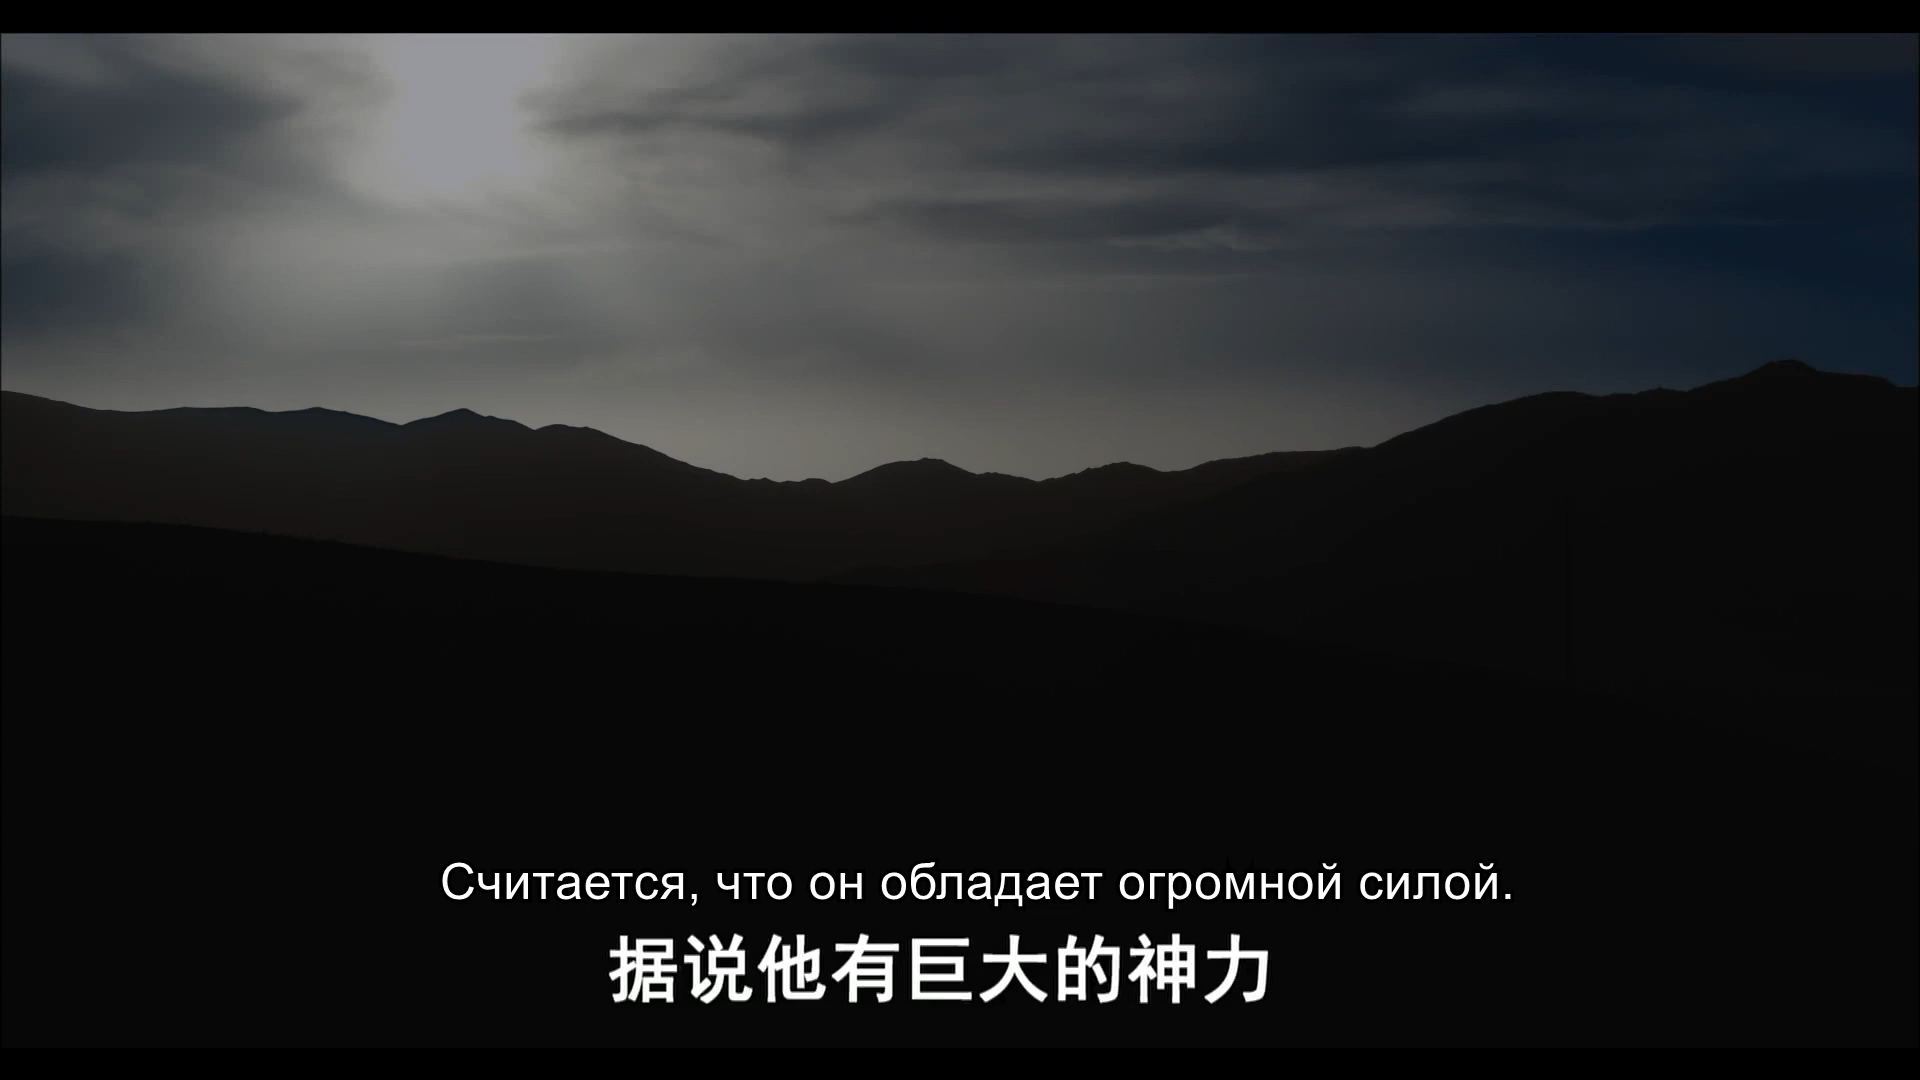 Считается, что он обладает огромной силой.
据说他有巨大的神力